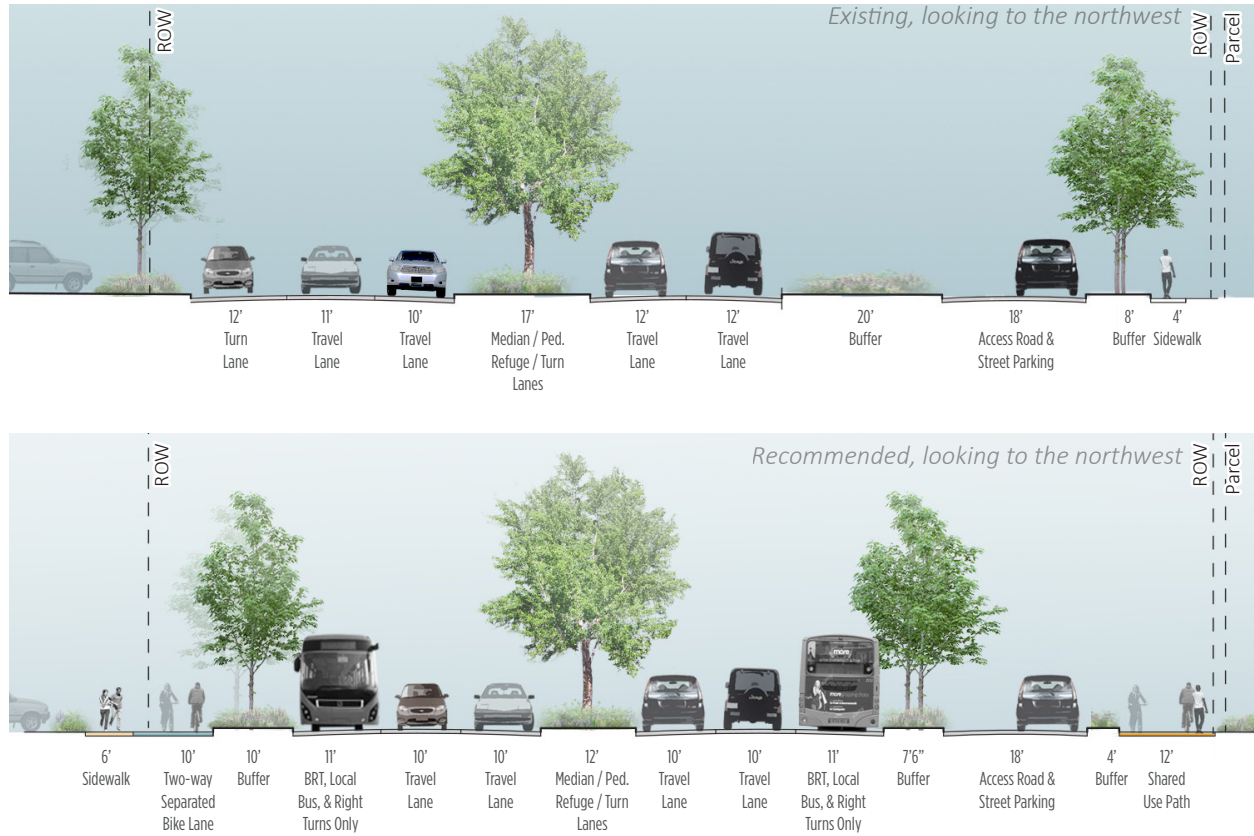 Existing, looking to the northwest
ROW
ROW
Parcel
12'
Turn
Lane
11'
Travel
Lane
10'
Travel
Lane
17'
Median / Ped.
Refuge / Turn
Lanes
12'
Travel
Lane
12'
Travel
Lane
20'
Buffer
18'
Access Road &
Street Parking
8'
Buffer
4'
Sidewalk
Recommended, looking to the northwest
ROW
ROW
Parcel
more
Jeep
6'
Sidewalk
10'
Two-way
Separated
Bike Lane
10'
Buffer
11'
BRT, Local
Bus, & Right
Turns Only
10'
Travel
Lane
10'
Travel
Lane
12'
Median / Ped.
Refuge / Turn
Lanes
10'
Travel
Lane
10'
Travel
Lane
11'
BRT, Local
Bus, & Right
Turns Only
7'6"
Buffer
18'
Access Road &
Street Parking
4'
Buffer
12'
Shared
Use Path